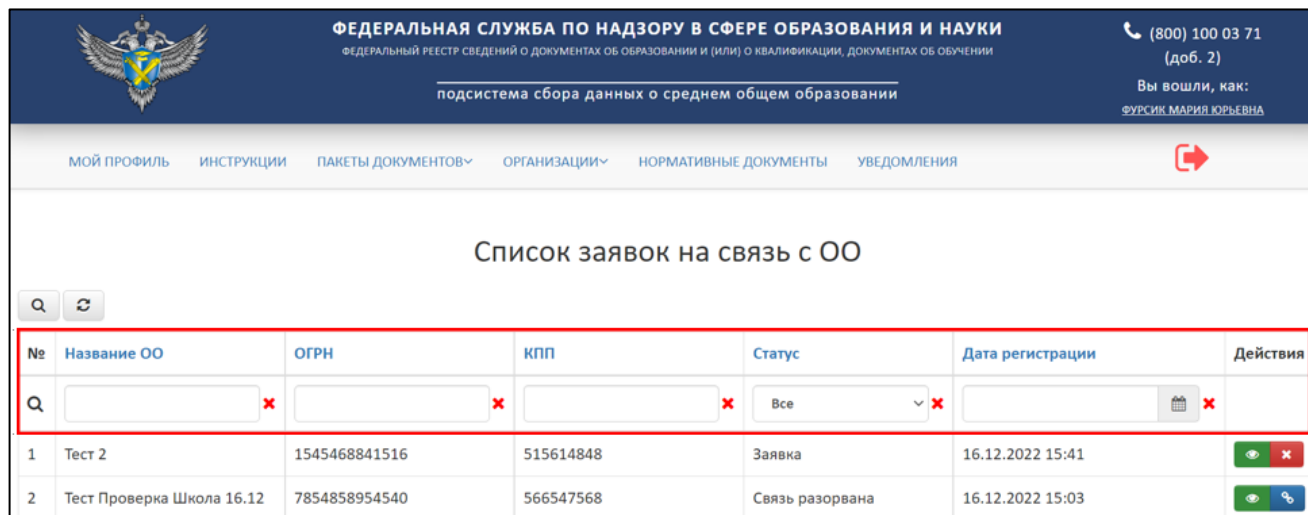 ФЕДЕРАЛЬНАЯ СЛУЖБА ПО НАДЗОРУ В СФЕРЕ ОБРАЗОВАНИЯ И НАУКИ
ФЕДЕРАЛЬНЫЙ РЕЕСТР СВЕДЕНИЙ О ДОКУМЕНТАХ ОБ ОБРАЗОВАНИИ И (ИЛИ) О КВАЛИФИКАЦИИ, ДОКУМЕНТАХ ОБ ОБУЧЕНИИ
подсистема сбора данных о среднем общем образовании
(800) 100 03 71
(доб. 2)
Вы вошли, как:
ФУРСИК МАРИЯ ЮРЬЕВНА
МОЙ ПРОФИЛЬ ИНСТРУКЦИИ ПАКЕТЫ ДОКУМЕНТОВ ОРГАНИЗАЦИИ НОРМАТИВНЫЕ ДОКУМЕНТЫ УВЕДОМЛЕНИЯ
Список заявок на связь с ОО
№ Название ОО ОГРН КПП Статус Дата регистрации Действия
Все
1 Тест 2 1545468841516 515614848 Заявка 16.12.2022 15:41
2 Тест Проверка Школа 16.12 7854858954540 566547568 Связь разорвана 16.12.2022 15:03